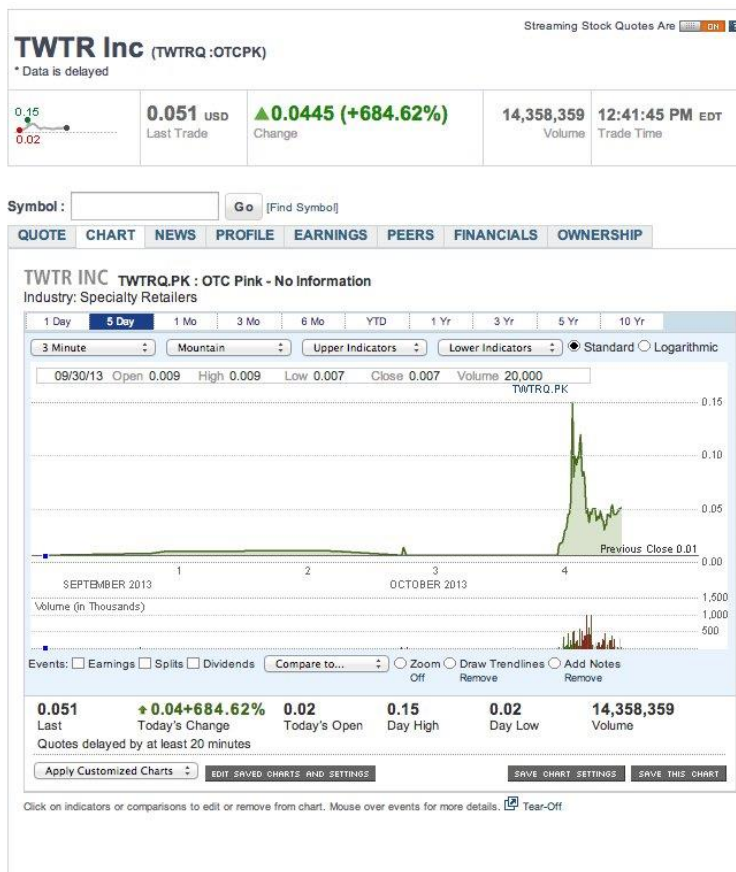 Streaming Stock Quotes Are ON
TWTR Inc (TWTRQ :OTCPK)
* Data is delayed
0.15
0.02
0.051 USD
Last Trade
▲0.0445 (+684.62%)
Change
14,358,359
Volume
12:41:45 PM EDT
Trade Time
Symbol : Go [Find Symbol]
QUOTE CHART NEWS PROFILE EARNINGS PEERS FINANCIALS OWNERSHIP
TWTR INC TWTRQ.PK : OTC Pink - No Information
Industry: Specialty Retailers
1 Day 5 Day 1 Mo 3 Mo 6 Mo YTD 1 Yr 3 Yr 5 Yr 10 Yr
3 Minute Mountain Upper Indicators Lower Indicators Standard Logarithmic
09/30/13 Open 0.009 High 0.009 Low 0.007 Close 0.007 Volume 20,000
TWTRQ.PK
0.15
0.10
0.05
Previous Close 0.01
0.00
1 2 3 4
SEPTEMBER 2013 OCTOBER 2013
1,500
Volume (in Thousands)
1,000
500
Events: Earnings Splits Dividends Compare to... Zoom Draw Trendlines Add Notes
Off Remove Remove
0.051 +0.04+684.62% 0.02 0.15 0.02 14,358,359
Last Today's Change Today's Open Day High Day Low Volume
Quotes delayed by at least 20 minutes
Apply Customized Charts EDIT SAVED CHARTS AND SETTINGS SAVE CHART SETTINGS SAVE THIS CHART
Click on indicators or comparisons to edit or remove from chart. Mouse over events for more details. Tear-Off